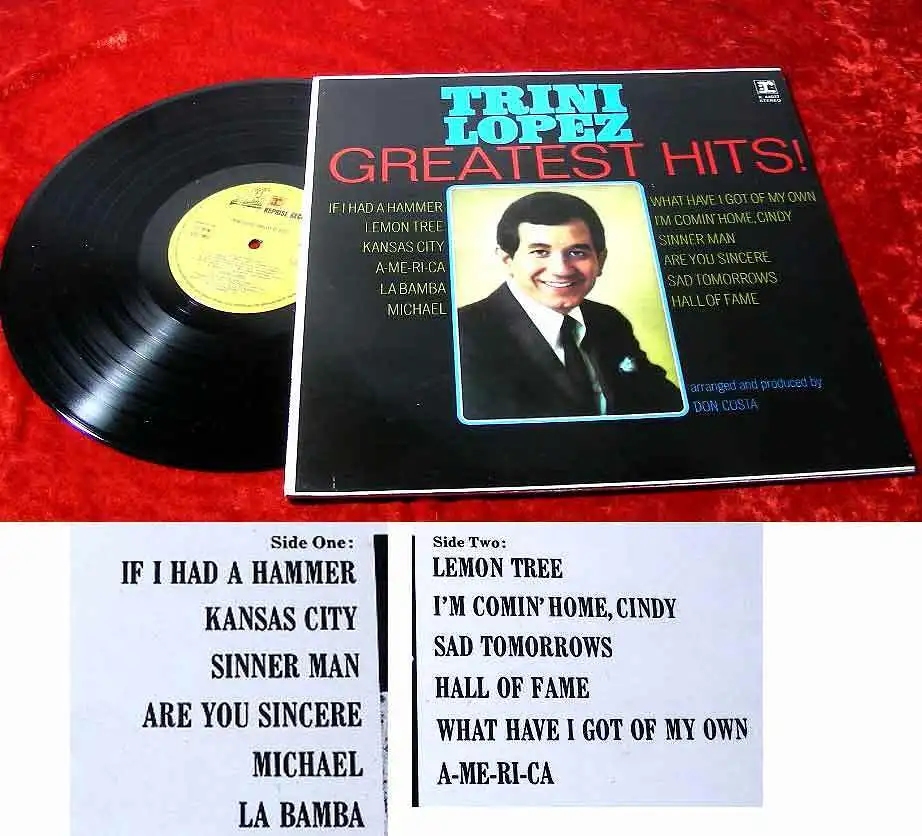 TRINI
LOPEZ
GREATEST HITS!
STEREO
IF I HAD A HAMMER
LEMON TREE
KANSAS CITY
A-ME-RI-CA
LA BAMBA
MICHAEL
WHAT HAVE I GOT OF MY OWN
I'M COMIN' HOME, CINDY
SINNER MAN
ARE YOU SINCERE
SAD TOMORROWS
HALL OF FAME
arranged and produced by
DON COSTA
REPRISE
Side One:
IF I HAD A HAMMER
KANSAS CITY
SINNER MAN
ARE YOU SINCERE
MICHAEL
LA BAMBA
Side Two:
LEMON TREE
I'M COMIN' HOME, CINDY
SAD TOMORROWS
HALL OF FAME
WHAT HAVE I GOT OF MY OWN
A-ME-RI-CA